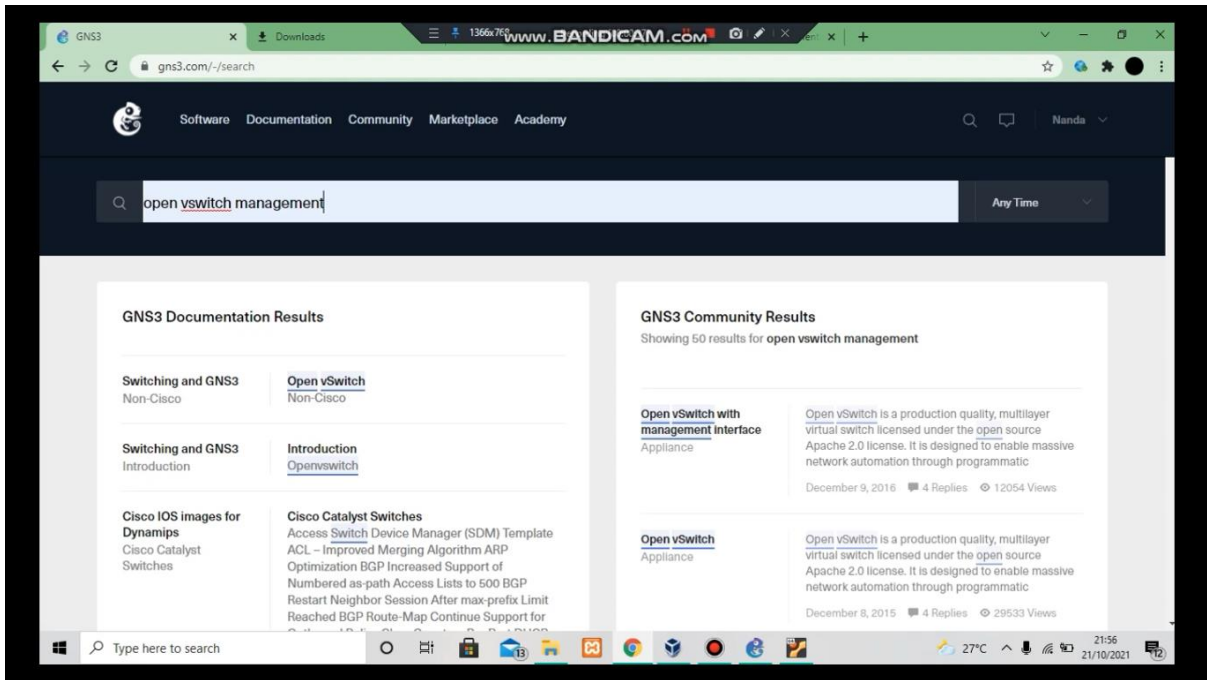 GNS3
Downloads
1366x76
www.BANDICAM.com
gns3.com/-/search
Software Documentation Community Marketplace Academy
Nanda
open vswitch management
Any Time
GNS3 Documentation Results
Switching and GNS3
Non-Cisco
Open vSwitch
Non-Cisco
Switching and GNS3
Introduction
Introduction
Openvswitch
Cisco IOS images for
Dynamips
Cisco Catalyst
Switches
Cisco Catalyst Switches
Access Switch Device Manager (SDM) Template
ACL – Improved Merging Algorithm ARP
Optimization BGP Increased Support of
Numbered as-path Access Lists to 500 BGP
Restart Neighbor Session After max-prefix Limit
Reached BGP Route-Map Continue Support for
GNS3 Community Results
Showing 50 results for open vswitch management
Open vSwitch with
management interface
Appliance
Open vSwitch is a production quality, multilayer
virtual switch licensed under the open source
Apache 2.0 license. It is designed to enable massive
network automation through programmatic
December 9, 2016 4 Replies 12054 Views
Open vSwitch
Appliance
Open vSwitch is a production quality, multilayer
virtual switch licensed under the open source
Apache 2.0 license. It is designed to enable massive
network automation through programmatic
December 8, 2015 4 Replies 29533 Views
Type here to search
13
27°C
21:56
21/10/2021
12